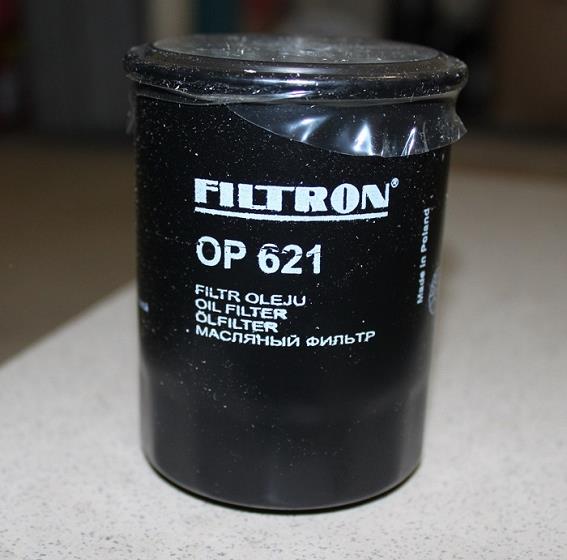 FILTRON®
OP 621
FILTR OLEJU
OIL FILTER
ÖLFILTER
МАСЛЯНЫЙ ФИЛЬТР
Made in Poland